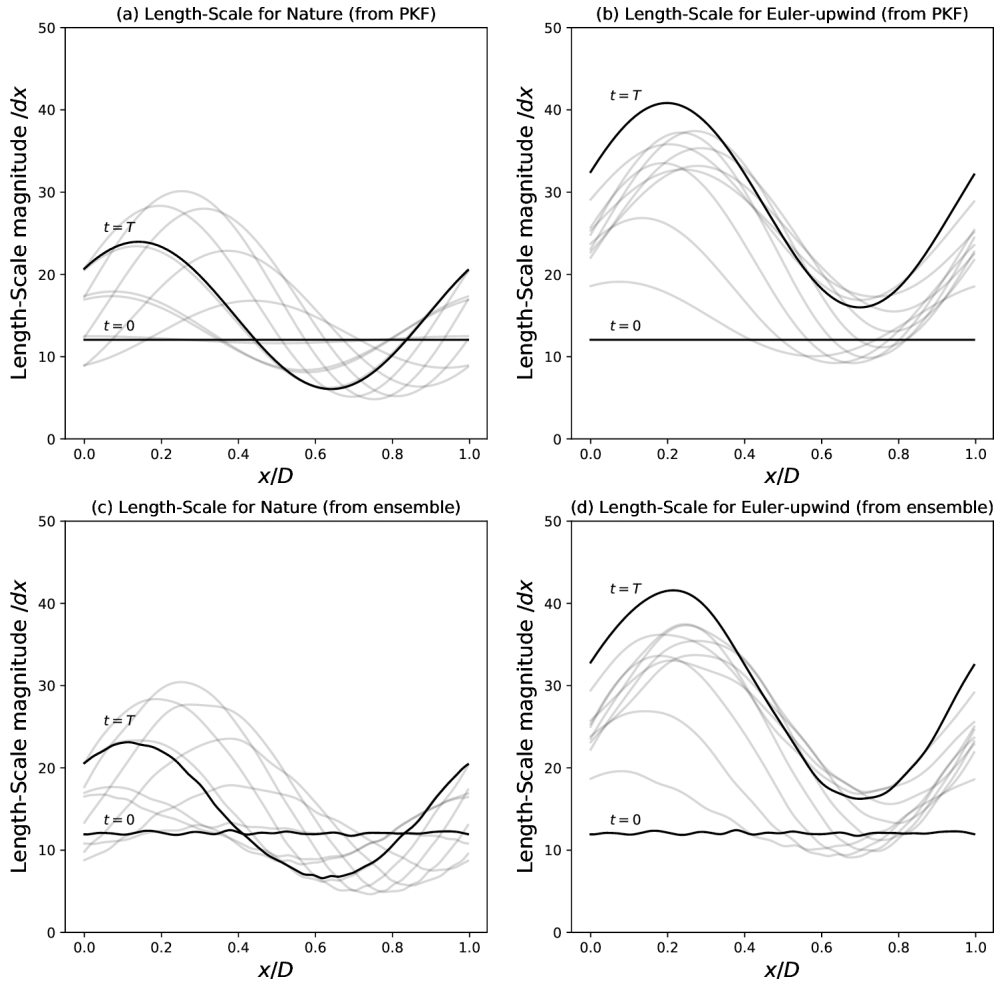 (a) Length-Scale for Nature (from PKF)
Length-Scale magnitude /dx
50
40
30
20
10
0
t = T
t = 0
0.0 0.2 0.4 0.6 0.8 1.0
x/D
(b) Length-Scale for Euler-upwind (from PKF)
Length-Scale magnitude /dx
50
40
30
20
10
0
t = T
t = 0
0.0 0.2 0.4 0.6 0.8 1.0
x/D
(c) Length-Scale for Nature (from ensemble)
Length-Scale magnitude /dx
50
40
30
20
10
0
t = T
t = 0
0.0 0.2 0.4 0.6 0.8 1.0
x/D
(d) Length-Scale for Euler-upwind (from ensemble)
Length-Scale magnitude /dx
50
40
30
20
10
0
t = T
t = 0
0.0 0.2 0.4 0.6 0.8 1.0
x/D